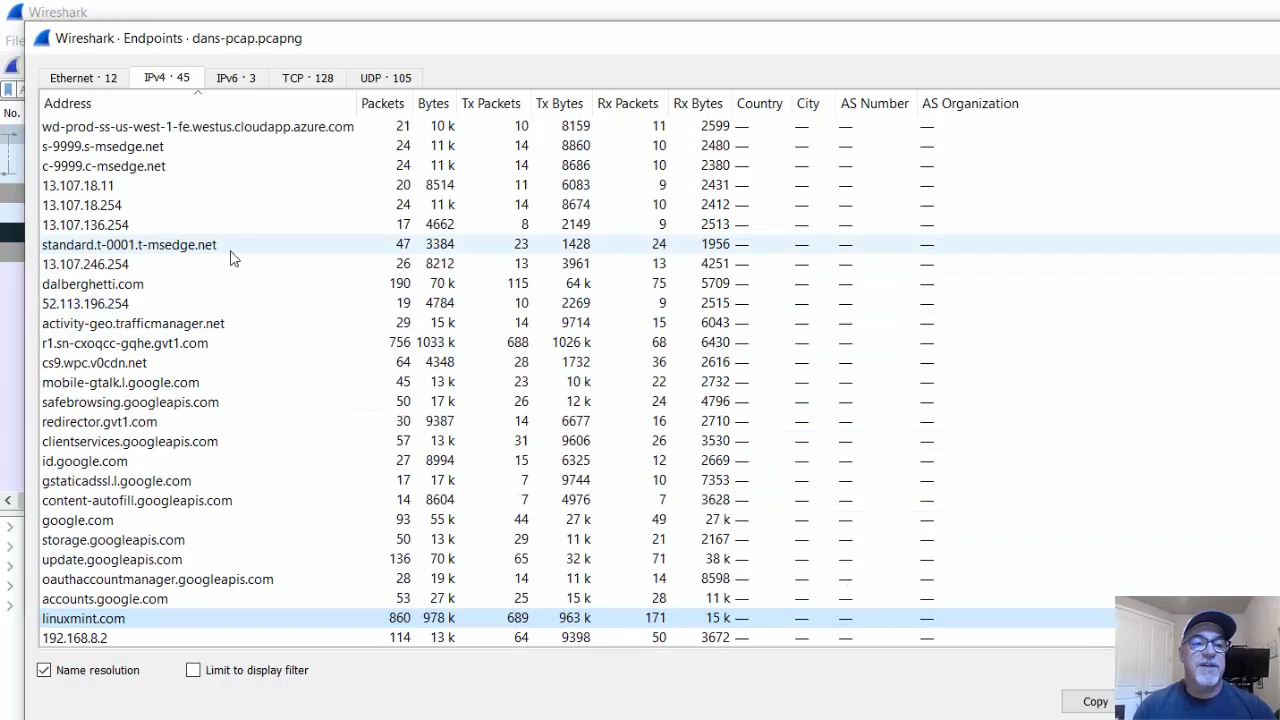 Wireshark
File
Wireshark · Endpoints · dans-pcap.pcapng
Ethernet · 12 IPv4 · 45 IPv6 · 3 TCP · 128 UDP · 105
No.
Address Packets Bytes Tx Packets Tx Bytes Rx Packets Rx Bytes Country City AS Number AS Organization
wd-prod-ss-us-west-1-fe.westus.cloudapp.azure.com 21 10 k 10 8159 11 2599 — — — —
s-9999.s-msedge.net 24 11 k 14 8860 10 2480 — — — —
c-9999.c-msedge.net 24 11 k 14 8686 10 2380 — — — —
13.107.18.11 20 8514 11 6083 9 2431 — — — —
13.107.18.254 24 11 k 14 8674 10 2412 — — — —
13.107.136.254 17 4662 8 2149 9 2513 — — — —
standard.t-0001.t-msedge.net 47 3384 23 1428 24 1956 — — — —
13.107.246.254 26 8212 13 3961 13 4251 — — — —
dalberghetti.com 190 70 k 115 64 k 75 5709 — — — —
52.113.196.254 19 4784 10 2269 9 2515 — — — —
activity-geo.trafficmanager.net 29 15 k 14 9714 15 6043 — — — —
r1.sn-cxoqcc-gqhe.gvt1.com 756 1033 k 688 1026 k 68 6430 — — — —
cs9.wpc.v0cdn.net 64 4348 28 1732 36 2616 — — — —
mobile-gtalk.l.google.com 45 13 k 23 10 k 22 2732 — — — —
safebrowsing.googleapis.com 50 17 k 26 12 k 24 4796 — — — —
redirector.gvt1.com 30 9387 14 6677 16 2710 — — — —
clientservices.googleapis.com 57 13 k 31 9606 26 3530 — — — —
id.google.com 27 8994 15 6325 12 2669 — — — —
gstaticadssl.l.google.com 17 17 k 7 9744 10 7353 — — — —
content-autofill.googleapis.com 14 8604 7 4976 7 3628 — — — —
google.com 93 55 k 44 27 k 49 27 k — — — —
storage.googleapis.com 50 13 k 29 11 k 21 2167 — — — —
update.googleapis.com 136 70 k 65 32 k 71 38 k — — — —
oauthaccountmanager.googleapis.com 28 19 k 14 11 k 14 8598 — — — —
accounts.google.com 53 27 k 25 15 k 28 11 k — — — —
linuxmint.com 860 978 k 689 963 k 171 15 k — — — —
192.168.8.2 114 13 k 64 9398 50 3672 — — — —
Name resolution Limit to display filter
Copy